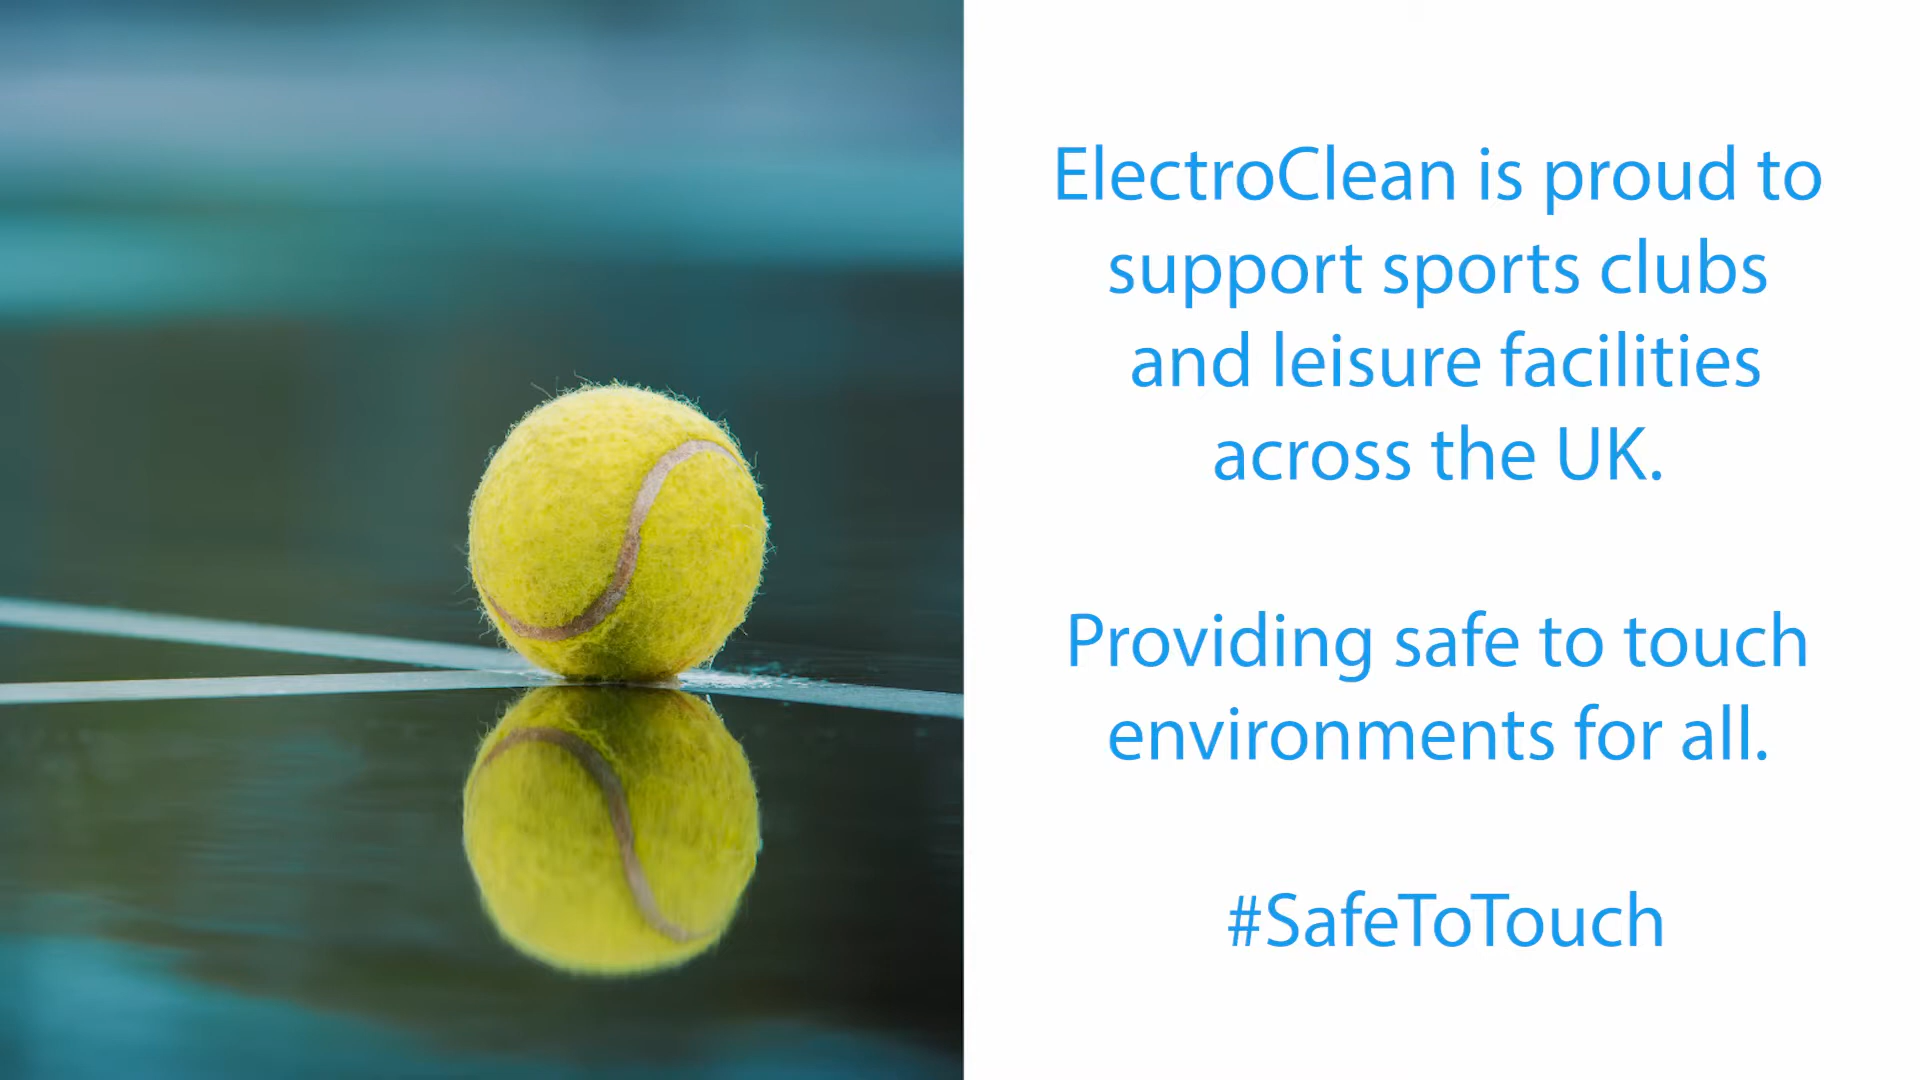 ElectroClean is proud to
support sports clubs
and leisure facilities
across the UK.
Providing safe to touch
environments for all.
#SafeToTouch